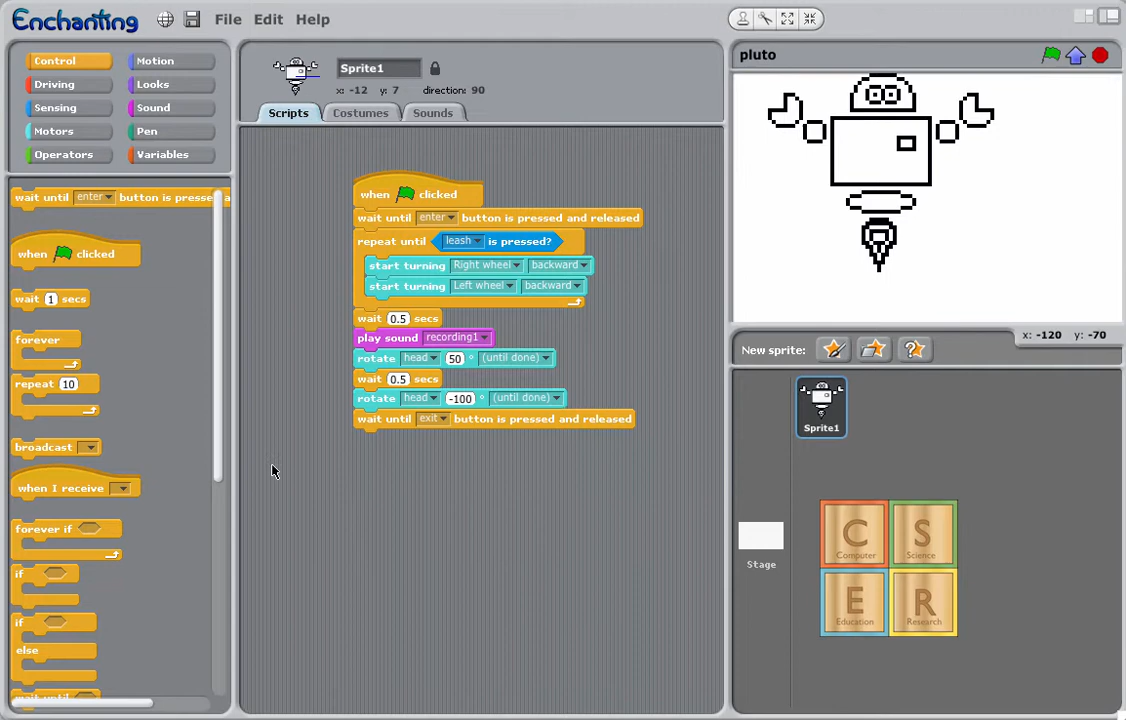 Enchanting
File Edit Help
Control Motion
Driving Looks
Sensing Sound
Motors Pen
Operators Variables
wait until enter button is presse
when clicked
wait 1 secs
forever
repeat 10
broadcast
when I receive
forever if
if
if
else
wait until
Sprite1
x: -12 y: 7 direction: 90
Scripts Costumes Sounds
when clicked
wait until enter button is pressed and released
repeat until leash is pressed?
start turning Right wheel backward
start turning Left wheel backward
wait 0.5 secs
play sound recording1
rotate head 50 ° (until done)
wait 0.5 secs
rotate head -100 ° (until done)
wait until exit button is pressed and released
pluto
x: -120 y: -70
New sprite:
Sprite1
Stage
C
Computer
S
Science
E
Education
R
Research